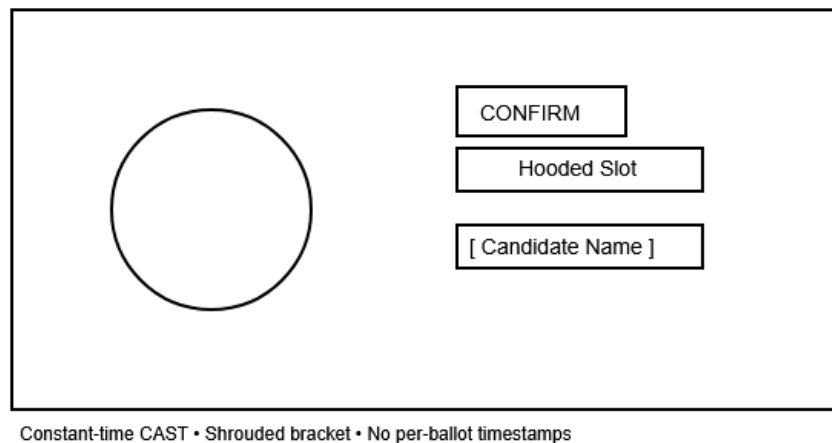 CONFIRM
Hooded Slot
[ Candidate Name ]
Constant-time CAST • Shrouded bracket • No per-ballot timestamps